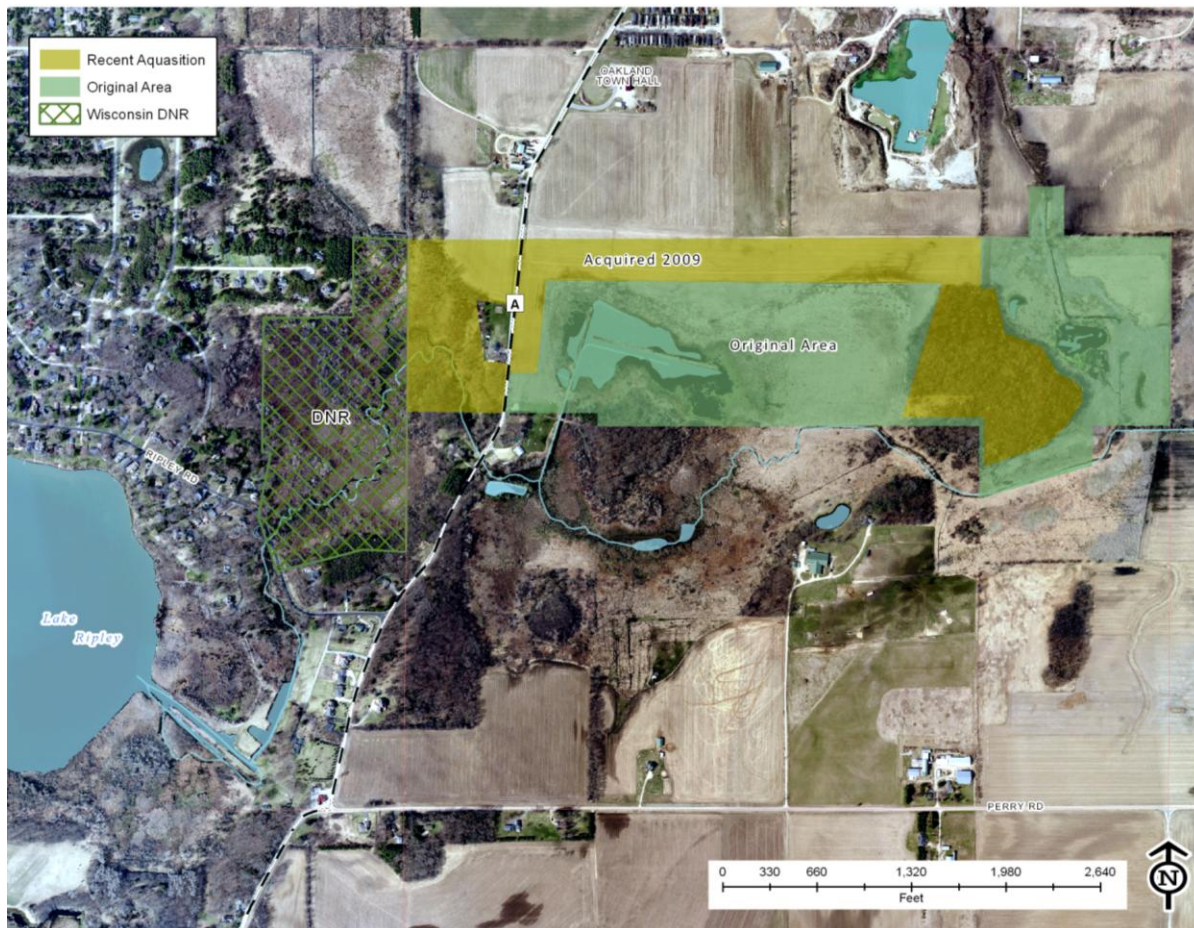 Recent Aquasition
Original Area
Wisconsin DNR
OAKLAND
TOWN HALL
Acquired 2009
A
Original Area
DNR
RIPLEY RD
Lake
Ripley
PERRY RD
0 330 660 1,320 1,980 2,640
Feet
N